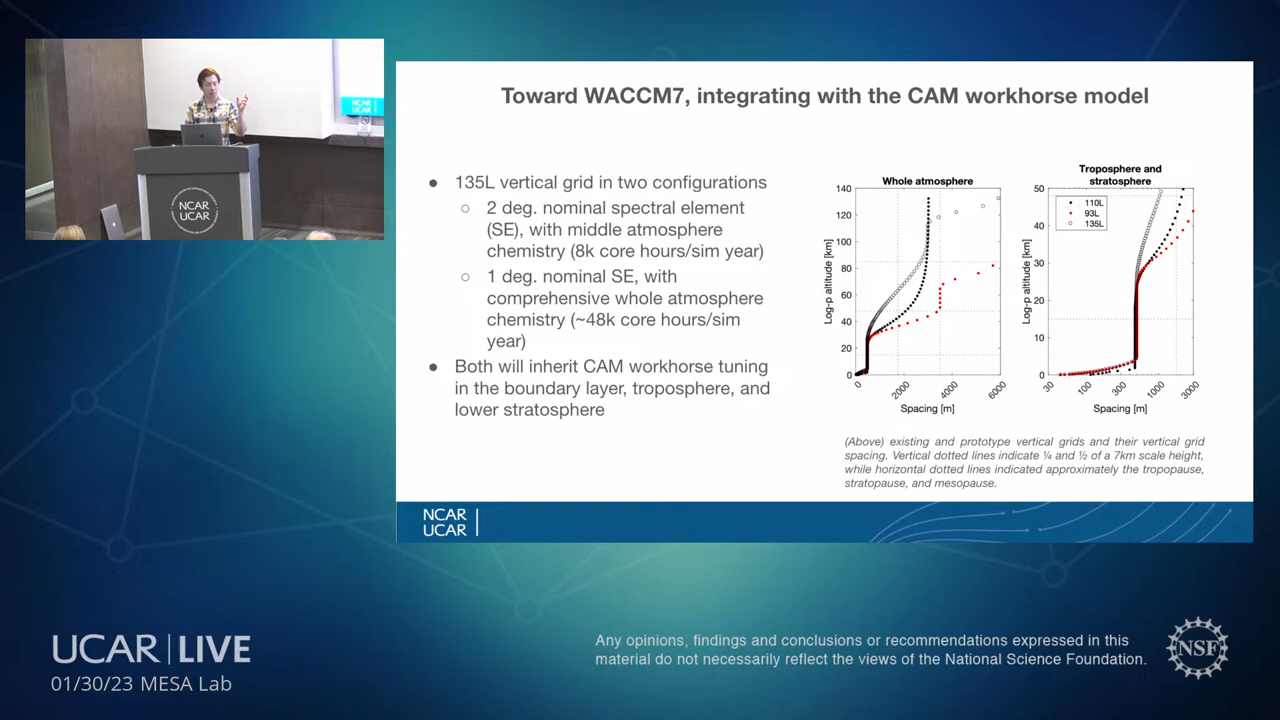 NCAR
UCAR
NCAR
UCAR
Toward WACCM7, integrating with the CAM workhorse model
● 135L vertical grid in two configurations
○ 2 deg. nominal spectral element
(SE), with middle atmosphere
chemistry (8k core hours/sim year)
○ 1 deg. nominal SE, with
comprehensive whole atmosphere
chemistry (~48k core hours/sim
year)
● Both will inherit CAM workhorse tuning
in the boundary layer, troposphere, and
lower stratosphere
Whole atmosphere
140
120
100
80
60
40
20
0
Log-p altitude [km]
0 2000 4000 6000
Spacing [m]
Troposphere and
stratosphere
110L
93L
135L
50
40
30
20
10
0
Log-p altitude [km]
30 100 300 1000 3000
Spacing [m]
(Above) existing and prototype vertical grids and their vertical grid
spacing. Vertical dotted lines indicate ¼ and ½ of a 7km scale height,
while horizontal dotted lines indicated approximately the tropopause,
stratopause, and mesopause.
NCAR
UCAR
UCAR | LIVE
01/30/23 MESA Lab
Any opinions, findings and conclusions or recommendations expressed in this
material do not necessarily reflect the views of the National Science Foundation.
NSF